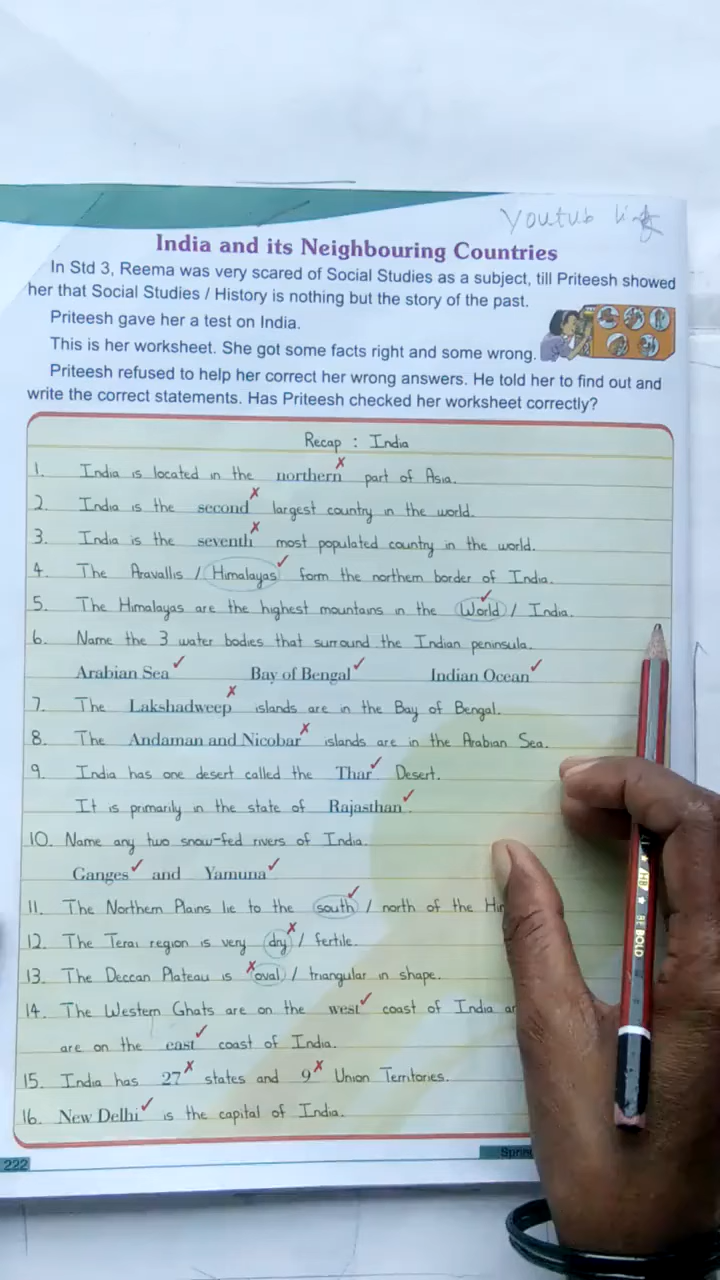 Youtub link
India and its Neighbouring Countries
In Std 3, Reema was very scared of Social Studies as a subject, till Priteesh showed
her that Social Studies / History is nothing but the story of the past.
Priteesh gave her a test on India.
This is her worksheet. She got some facts right and some wrong.
Priteesh refused to help her correct her wrong answers. He told her to find out and
write the correct statements. Has Priteesh checked her worksheet correctly?
Recap : India
1. India is located in the northern ✗ part of Asia.
2. India is the second ✗ largest country in the world.
3. India is the seventh ✗ most populated country in the world.
4. The Aravallis / Himalayas ✓ form the northern border of India.
5. The Himalayas are the highest mountains in the World ✓ / India.
6. Name the 3 water bodies that surround the Indian peninsula.
Arabian Sea ✓ Bay of Bengal ✓ Indian Ocean ✓
7. The Lakshadweep ✗ islands are in the Bay of Bengal.
8. The Andaman and Nicobar ✗ islands are in the Arabian Sea.
9. India has one desert called the Thar ✓ Desert.
It is primarily in the state of Rajasthan ✓.
10. Name any two snow-fed rivers of India.
Ganges ✓ and Yamuna ✓
11. The Northern Plains lie to the south ✓ / north of the
12. The Terai region is very dry ✗ / fertile.
13. The Deccan Plateau is ✗ oval / triangular in shape.
14. The Western Ghats are on the west ✓ coast of India
are on the east ✓ coast of India.
15. India has 27 ✗ states and 9 ✗ Union Territories.
16. New Delhi ✓ is the capital of India.
222
HB BE BOLD